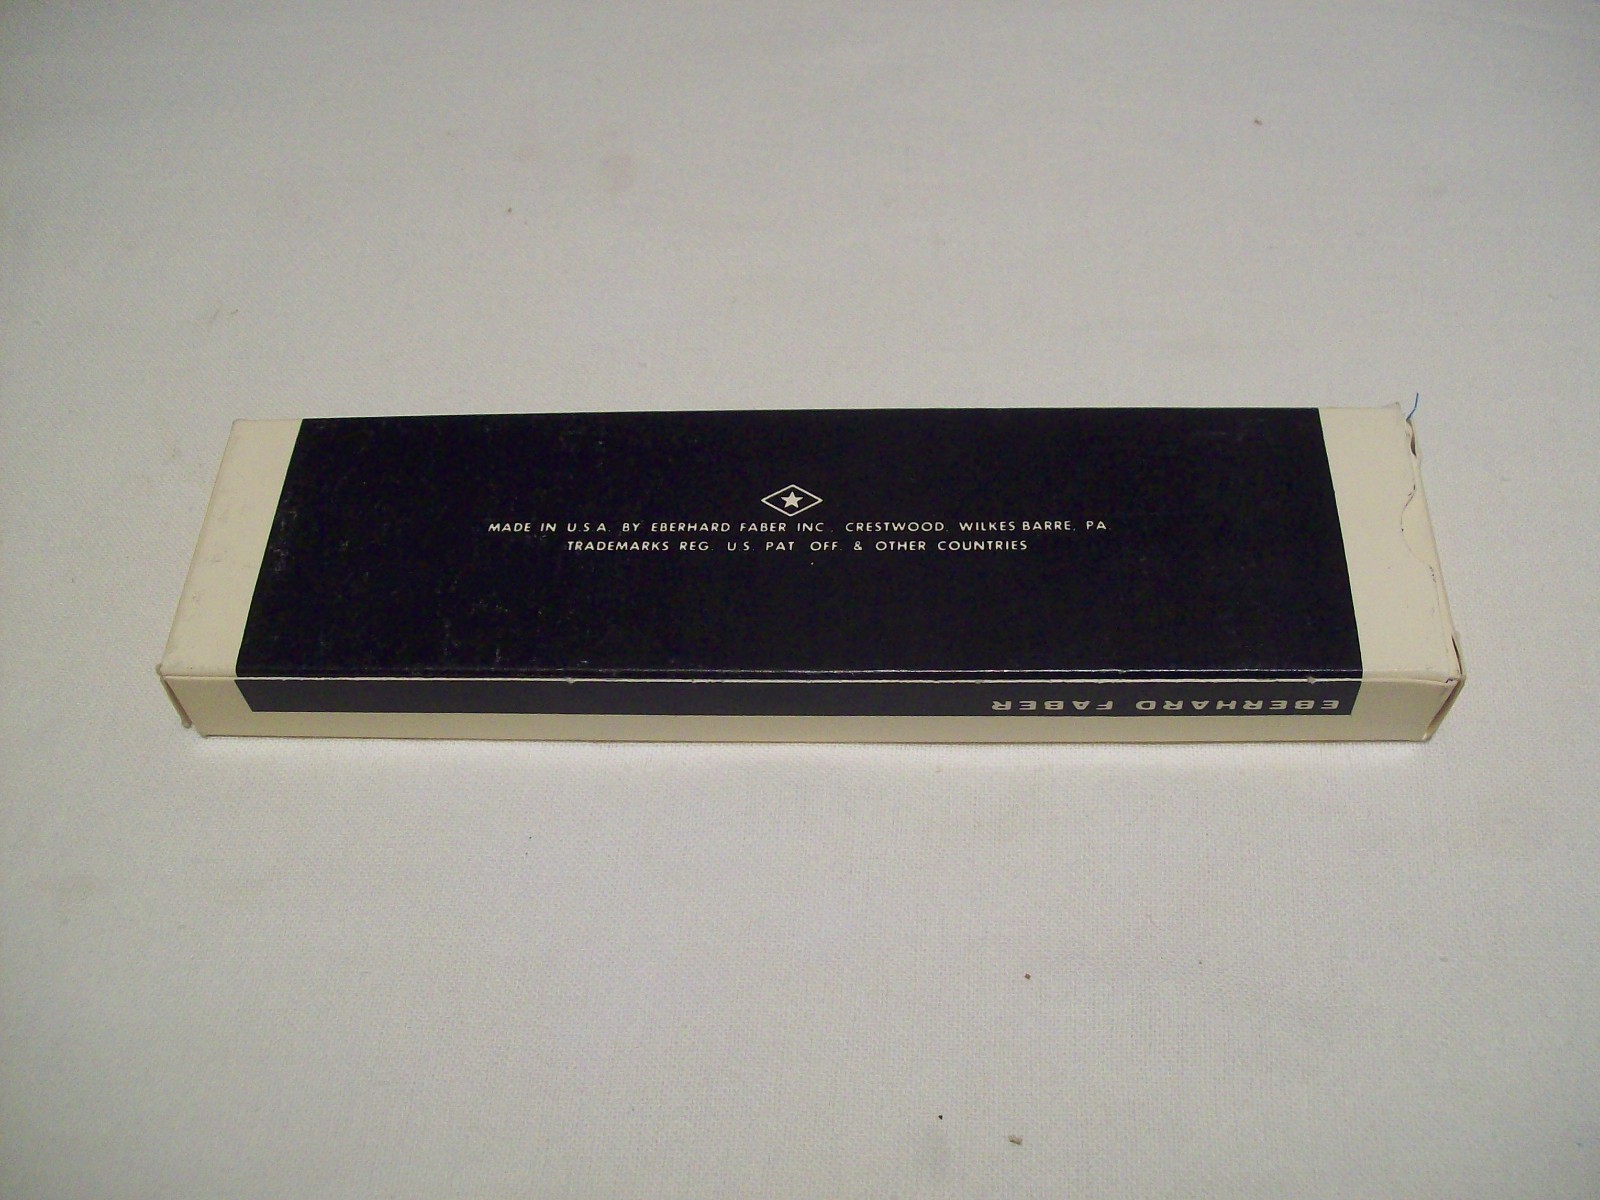 MADE IN U.S.A. BY EBERHARD FABER INC. CRESTWOOD, WILKES BARRE, PA.
TRADEMARKS REG. U.S. PAT. OFF. & OTHER COUNTRIES
EBERHARD FABER